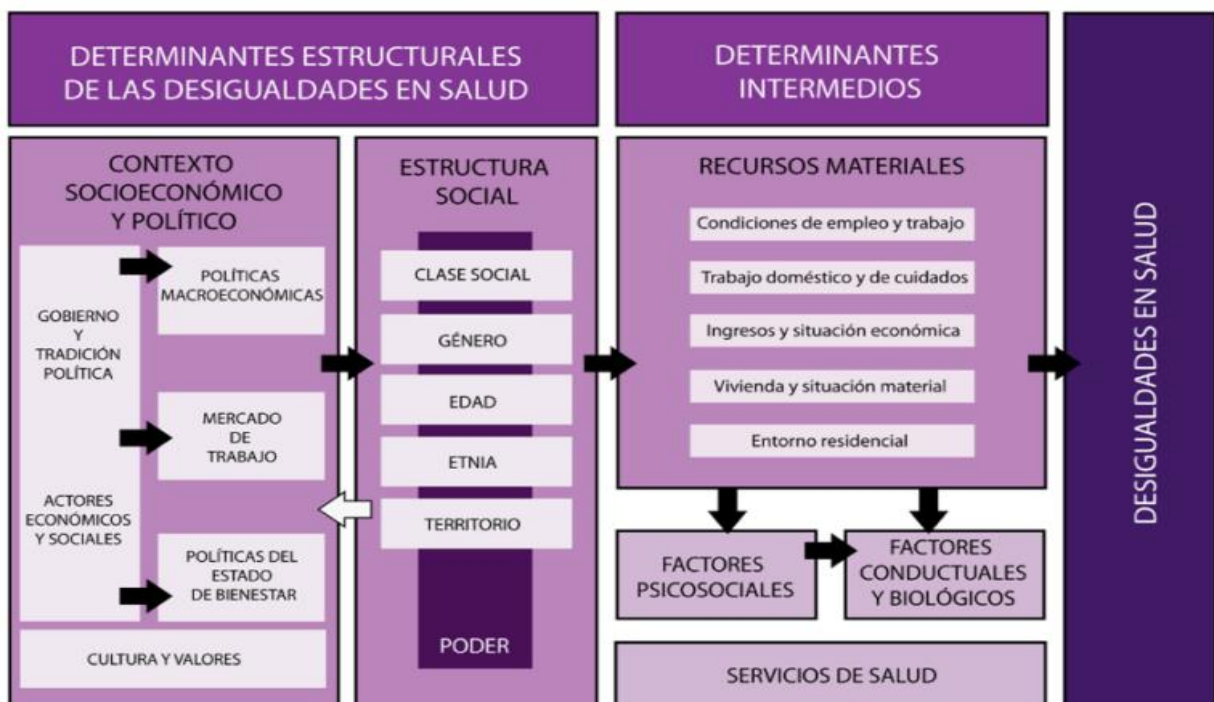 DETERMINANTES ESTRUCTURALES
DE LAS DESIGUALDADES EN SALUD
DETERMINANTES
INTERMEDIOS
CONTEXTO
SOCIOECONÓMICO
Y POLÍTICO
GOBIERNO
Y
TRADICIÓN
POLÍTICA
ACTORES
ECONÓMICOS
Y SOCIALES
POLÍTICAS
MACROECONÓMICAS
MERCADO
DE
TRABAJO
POLÍTICAS DEL
ESTADO
DE BIENESTAR
CULTURA Y VALORES
ESTRUCTURA
SOCIAL
CLASE SOCIAL
GÉNERO
EDAD
ETNIA
TERRITORIO
PODER
RECURSOS MATERIALES
Condiciones de empleo y trabajo
Trabajo doméstico y de cuidados
Ingresos y situación económica
Vivienda y situación material
Entorno residencial
FACTORES
PSICOSOCIALES
FACTORES
CONDUCTUALES
Y BIOLÓGICOS
SERVICIOS DE SALUD
DESIGUALDADES EN SALUD